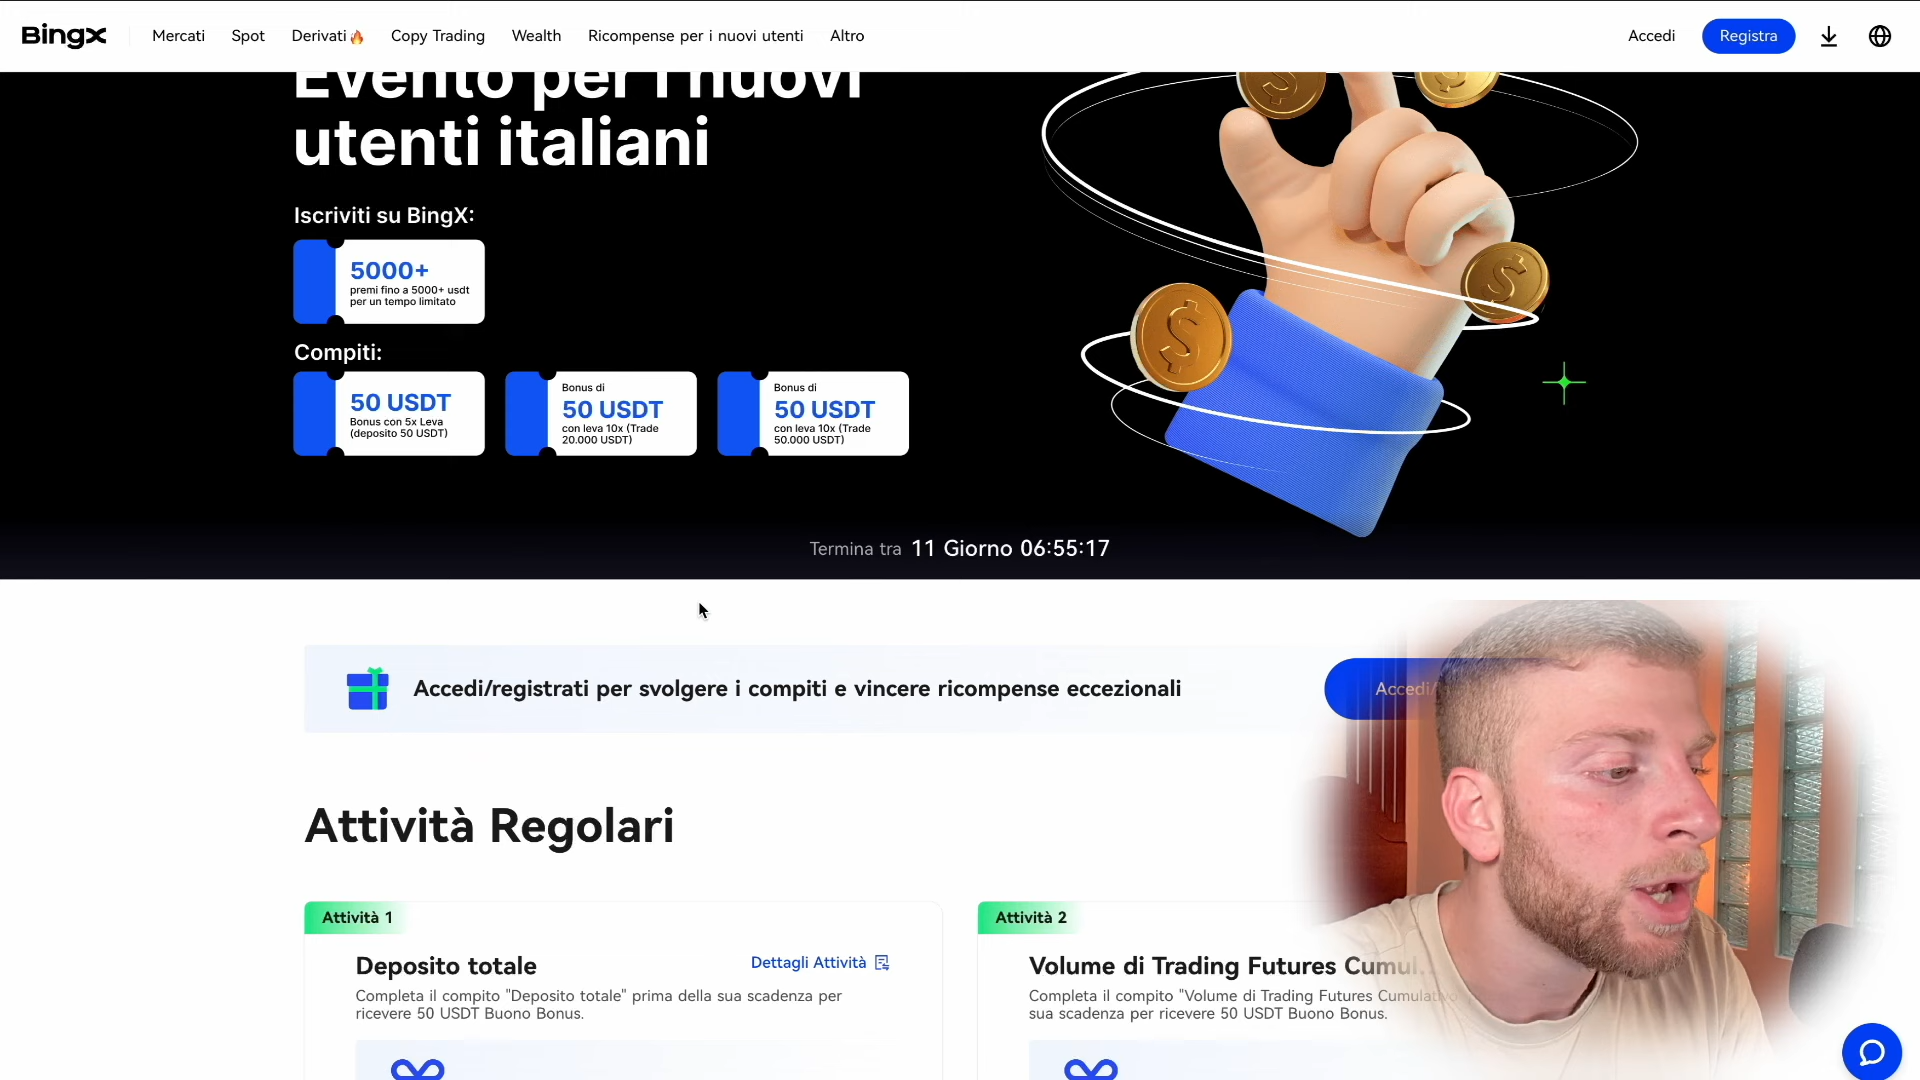 BingX
Mercati
Spot
Derivati
Copy Trading
Wealth
Ricompense per i nuovi utenti
Altro
Accedi
Registra
Evento per i nuovi
utenti italiani
Iscriviti su BingX:
5000+
premi fino a 5000+ usdt
per un tempo limitato
Compiti:
50 USDT
Bonus con 5x Leva
(deposito 50 USDT)
Bonus di
50 USDT
con leva 10x (Trade
20.000 USDT)
Bonus di
50 USDT
con leva 10x (Trade
50.000 USDT)
Termina tra 11 Giorno 06:55:17
Accedi/registrati per svolgere i compiti e vincere ricompense eccezionali
Accedi/
Attività Regolari
Attività 1
Deposito totale
Dettagli Attività
Completa il compito "Deposito totale" prima della sua scadenza per
ricevere 50 USDT Buono Bonus.
Attività 2
Volume di Trading Futures Cumul...
Completa il compito "Volume di Trading Futures Cumulativo
sua scadenza per ricevere 50 USDT Buono Bonus.